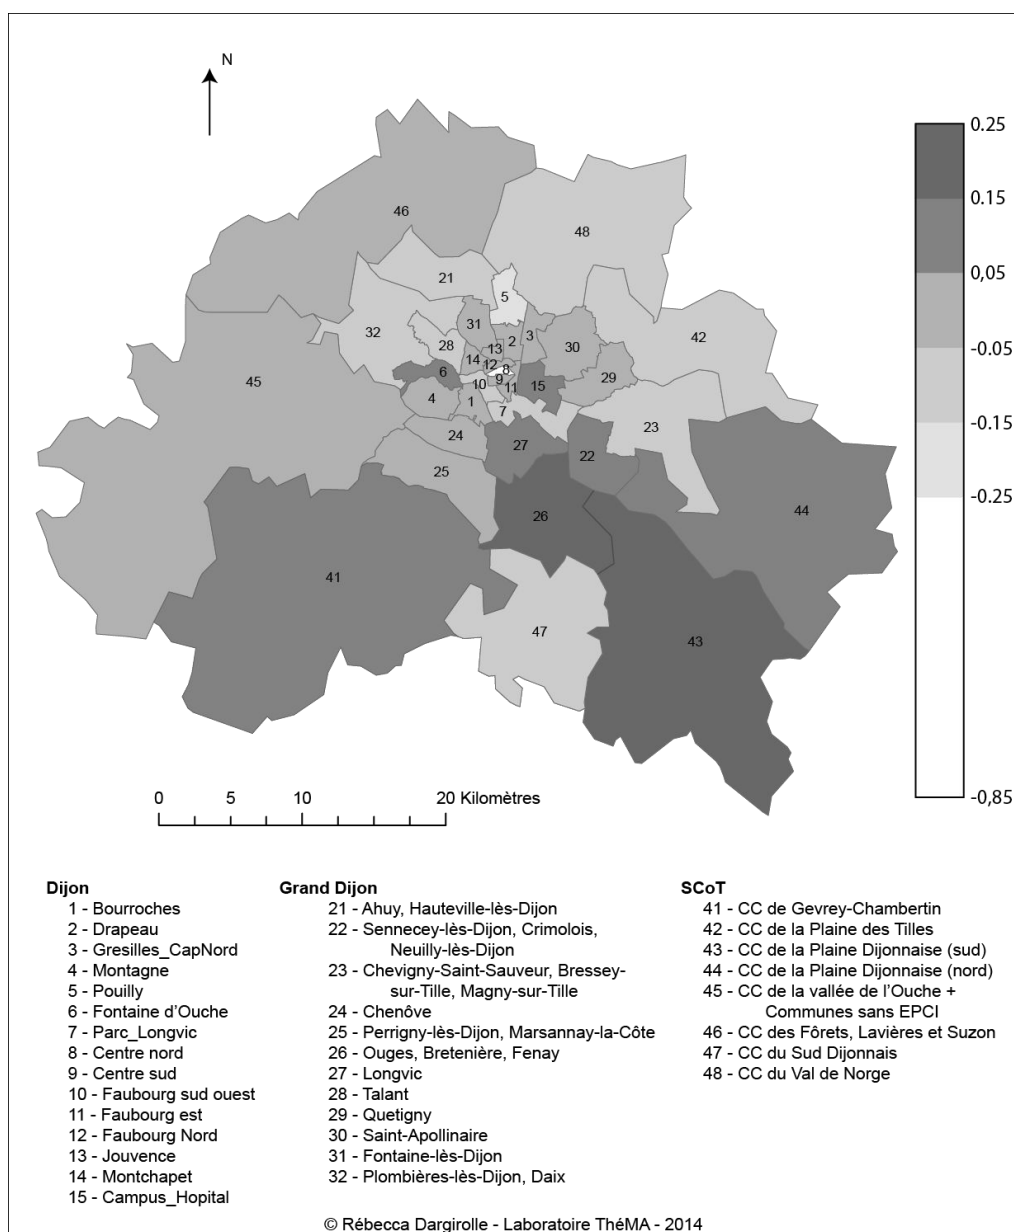 N
46
48
21
5
31
32
2
3
42
28
13
30
14
12
8
6
45
29
10
9
11
15
4
1
7
23
24
27
22
25
44
26
41
47
43
0.25
0.15
0,05
-0.05
-0.15
-0.25
-0,85
0 5 10 20 Kilomètres
Dijon
1 - Bourroches
2 - Drapeau
3 - Gresilles_CapNord
4 - Montagne
5 - Pouilly
6 - Fontaine d'Ouche
7 - Parc_Longvic
8 - Centre nord
9 - Centre sud
10 - Faubourg sud ouest
11 - Faubourg est
12 - Faubourg Nord
13 - Jouvence
14 - Montchapet
15 - Campus_Hopital
Grand Dijon
21 - Ahuy, Hauteville-lès-Dijon
22 - Sennecey-lès-Dijon, Crimolois,
Neuilly-lès-Dijon
23 - Chevigny-Saint-Sauveur, Bressey-
sur-Tille, Magny-sur-Tille
24 - Chenôve
25 - Perrigny-lès-Dijon, Marsannay-la-Côte
26 - Ouges, Bretenière, Fenay
27 - Longvic
28 - Talant
29 - Quetigny
30 - Saint-Apollinaire
31 - Fontaine-lès-Dijon
32 - Plombières-lès-Dijon, Daix
SCoT
41 - CC de Gevrey-Chambertin
42 - CC de la Plaine des Tilles
43 - CC de la Plaine Dijonnaise (sud)
44 - CC de la Plaine Dijonnaise (nord)
45 - CC de la vallée de l'Ouche +
Communes sans EPCI
46 - CC des Fôrets, Lavières et Suzon
47 - CC du Sud Dijonnais
48 - CC du Val de Norge
© Rébecca Dargirolle - Laboratoire ThéMA - 2014